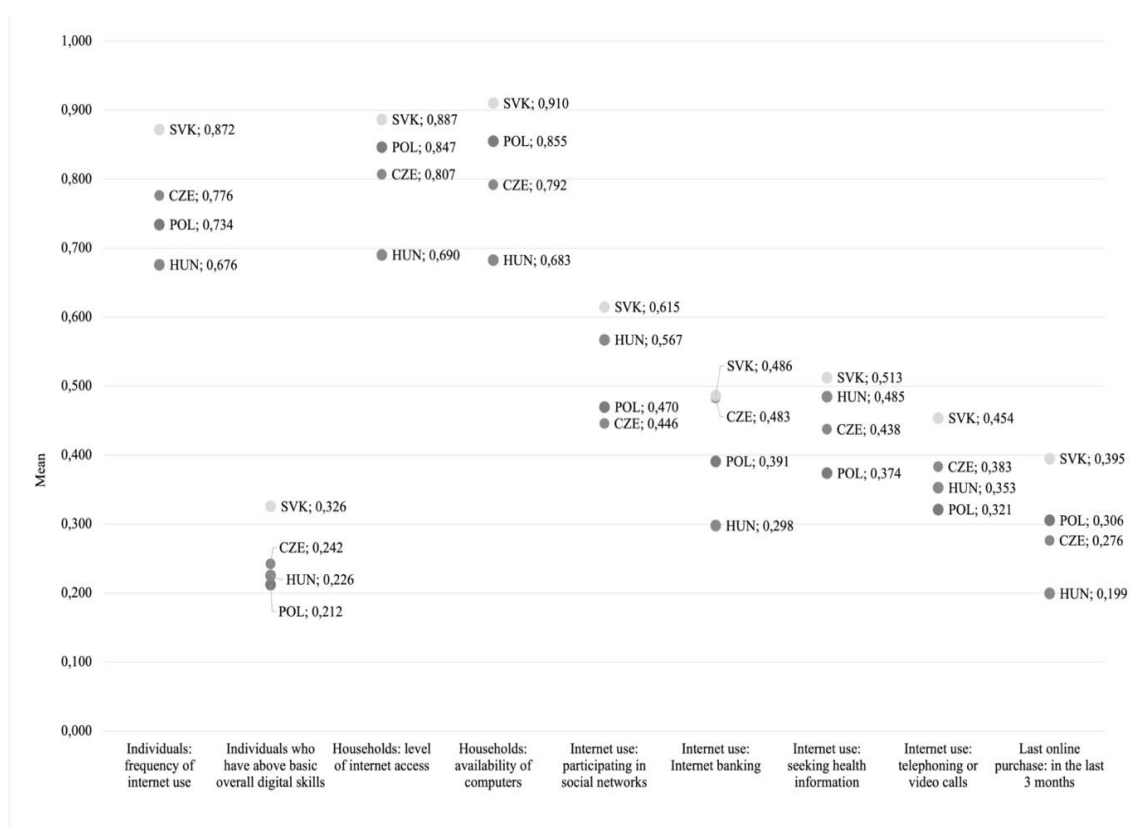 1,000
0,900
0,800
0,700
0,600
0,500
0,400
0,300
0,200
0,100
0,000
Mean
SVK; 0,872
CZE; 0,776
POL; 0,734
HUN; 0,676
SVK; 0,326
CZE; 0,242
HUN; 0,226
POL; 0,212
SVK; 0,887
POL; 0,847
CZE; 0,807
HUN; 0,690
SVK; 0,910
POL; 0,855
CZE; 0,792
HUN; 0,683
SVK; 0,615
HUN; 0,567
POL; 0,470
CZE; 0,446
SVK; 0,486
CZE; 0,483
POL; 0,391
HUN; 0,298
SVK; 0,513
HUN; 0,485
CZE; 0,438
POL; 0,374
SVK; 0,454
CZE; 0,383
HUN; 0,353
POL; 0,321
SVK; 0,395
POL; 0,306
CZE; 0,276
HUN; 0,199
Individuals:
frequency of
internet use
Individuals who
have above basic
overall digital skills
Households: level
of internet access
Households:
availability of
computers
Internet use:
participating in
social networks
Internet use:
Internet banking
Internet use:
seeking health
information
Internet use:
telephoning or
video calls
Last online
purchase: in the last
3 months